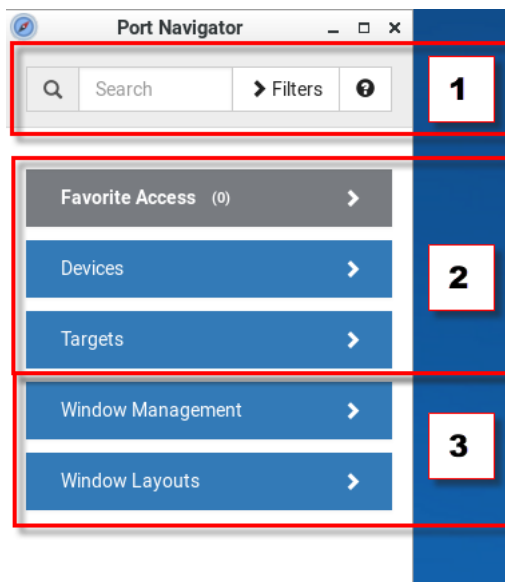 Port Navigator
Search
Filters
1
Favorite Access (0)
Devices
2
Targets
Window Management
3
Window Layouts